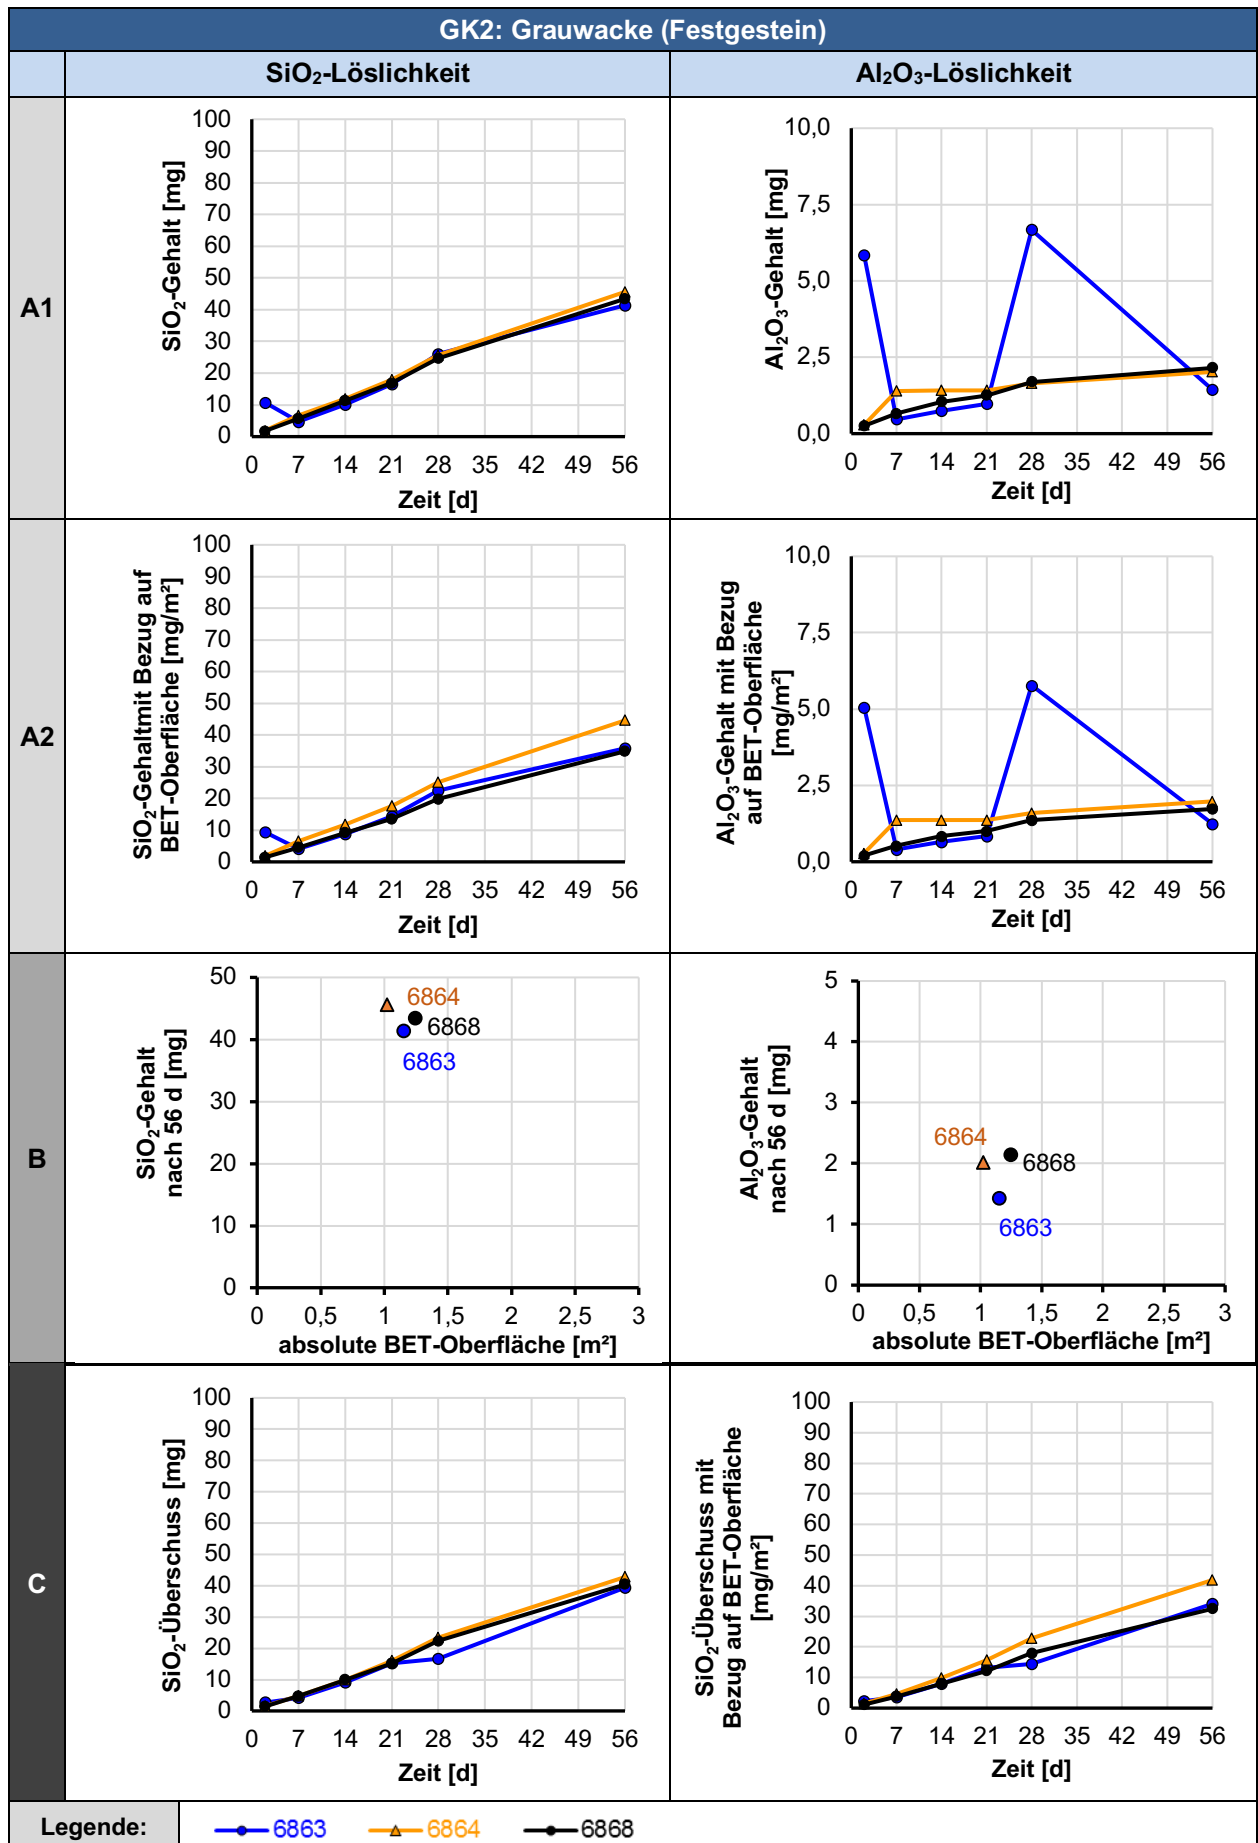 GK2: Grauwacke (Festgestein)
SiO₂-Löslichkeit
Al₂O₃-Löslichkeit
A1
SiO₂-Gehalt [mg]
100
90
80
70
60
50
40
30
20
10
0
0 7 14 21 28 35 42 49 56
Zeit [d]
Al₂O₃-Gehalt [mg]
10,0
7,5
5,0
2,5
0,0
0 7 14 21 28 35 42 49 56
Zeit [d]
A2
SiO₂-Gehaltmit Bezug auf
BET-Oberfläche [mg/m²]
100
90
80
70
60
50
40
30
20
10
0
0 7 14 21 28 35 42 49 56
Zeit [d]
Al₂O₃-Gehalt mit Bezug
auf BET-Oberfläche
[mg/m²]
10,0
7,5
5,0
2,5
0,0
0 7 14 21 28 35 42 49 56
Zeit [d]
B
SiO₂-Gehalt
nach 56 d [mg]
50
40
30
20
10
0
6864
6868
6863
0 0,5 1 1,5 2 2,5 3
absolute BET-Oberfläche [m²]
Al₂O₃-Gehalt
nach 56 d [mg]
5
4
3
2
1
0
6864
6868
6863
0 0,5 1 1,5 2 2,5 3
absolute BET-Oberfläche [m²]
C
SiO₂-Überschuss [mg]
100
90
80
70
60
50
40
30
20
10
0
0 7 14 21 28 35 42 49 56
Zeit [d]
SiO₂-Überschuss mit
Bezug auf BET-Oberfläche
[mg/m²]
100
90
80
70
60
50
40
30
20
10
0
0 7 14 21 28 35 42 49 56
Zeit [d]
Legende: 6863 6864 6868